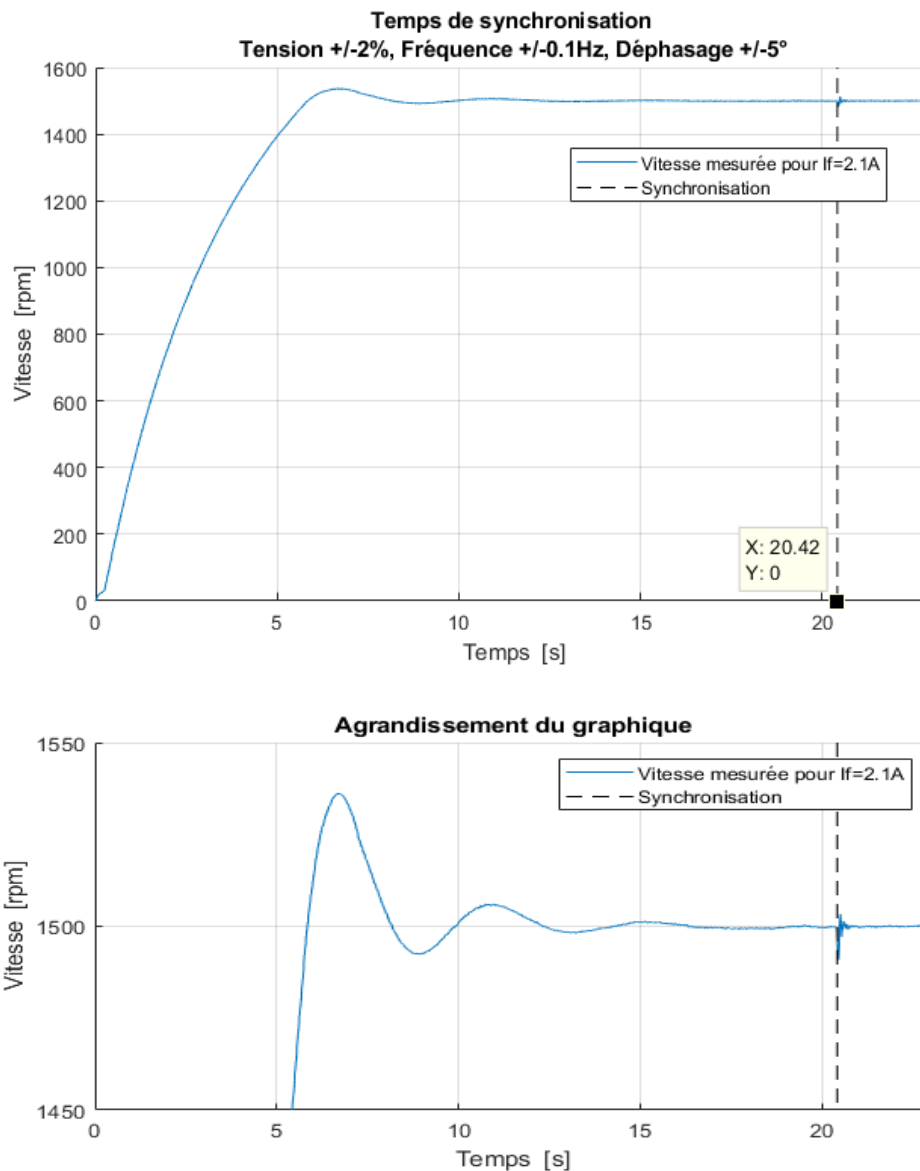 Temps de synchronisation
Tension +/-2%, Fréquence +/-0.1Hz, Déphasage +/-5°
1600
1400
1200
1000
800
600
400
200
0
Vitesse [rpm]
Vitesse mesurée pour If=2.1A
Synchronisation
X: 20.42
Y: 0
0
5
10
15
20
Temps [s]
Agrandissement du graphique
1550
1500
1450
Vitesse [rpm]
Vitesse mesurée pour If=2.1A
Synchronisation
0
5
10
15
20
Temps [s]